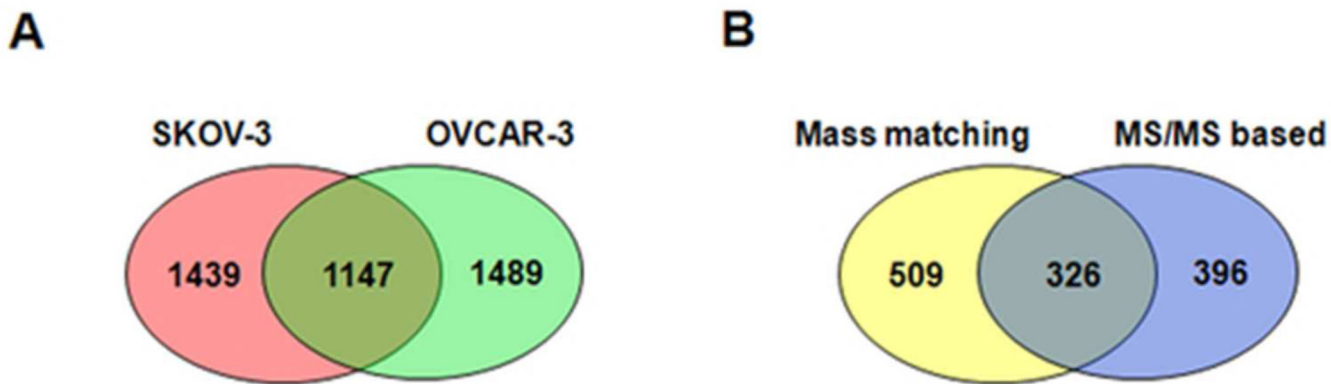 A
B
SKOV-3 OVCAR-3
Mass matching MS/MS based
1439 1147 1489
509 326 396